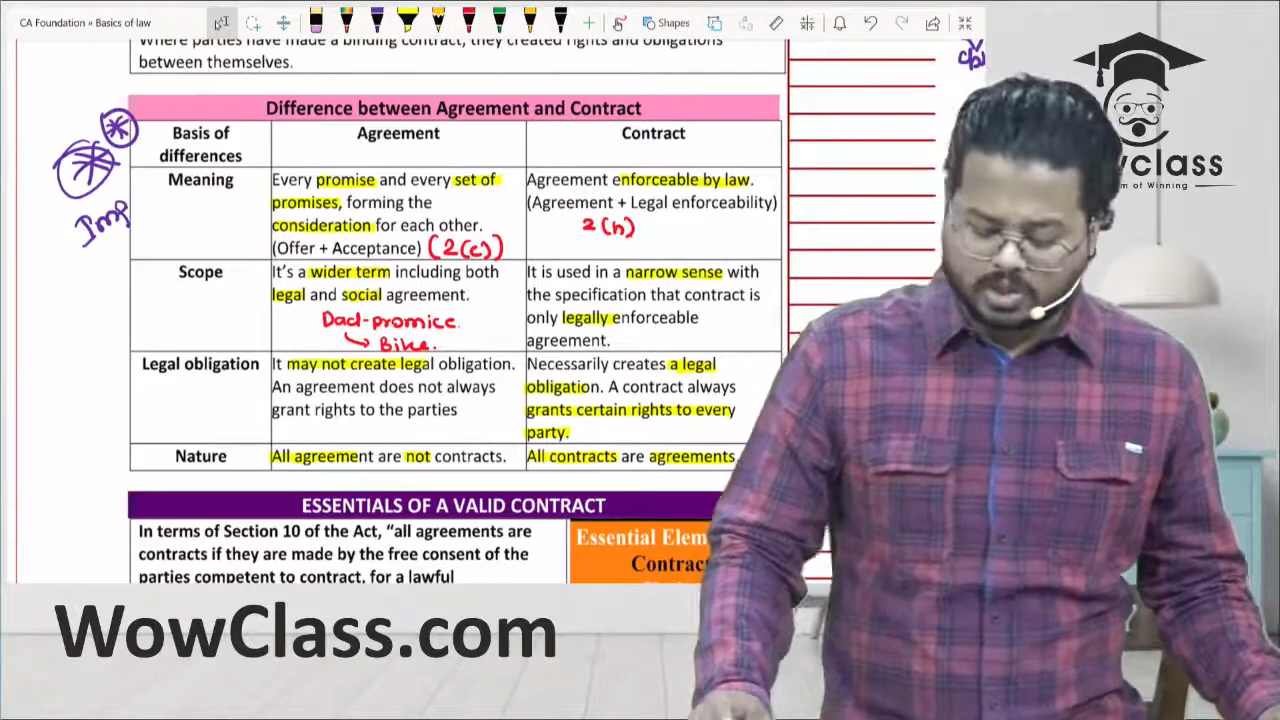 CA Foundation » Basics of law
Shapes
Where parties have made a binding contract, they created rights and obligations
between themselves.
Difference between Agreement and Contract
Basis of differences
Agreement
Contract
Imp
Meaning
Every promise and every set of
promises, forming the
consideration for each other.
(Offer + Acceptance) (2(c))
Agreement enforceable by law.
(Agreement + Legal enforceability)
2(h)
Scope
It's a wider term including both
legal and social agreement.
Dad-promice
Bike.
It is used in a narrow sense with
the specification that contract is
only legally enforceable
agreement.
Legal obligation
It may not create legal obligation.
An agreement does not always
grant rights to the parties
Necessarily creates a legal
obligation. A contract always
grants certain rights to every
party.
Nature
All agreement are not contracts.
All contracts are agreements.
ESSENTIALS OF A VALID CONTRACT
In terms of Section 10 of the Act, "all agreements are
contracts if they are made by the free consent of the
parties competent to contract, for a lawful
Essential
Contract
wclass
of Winning
WowClass.com